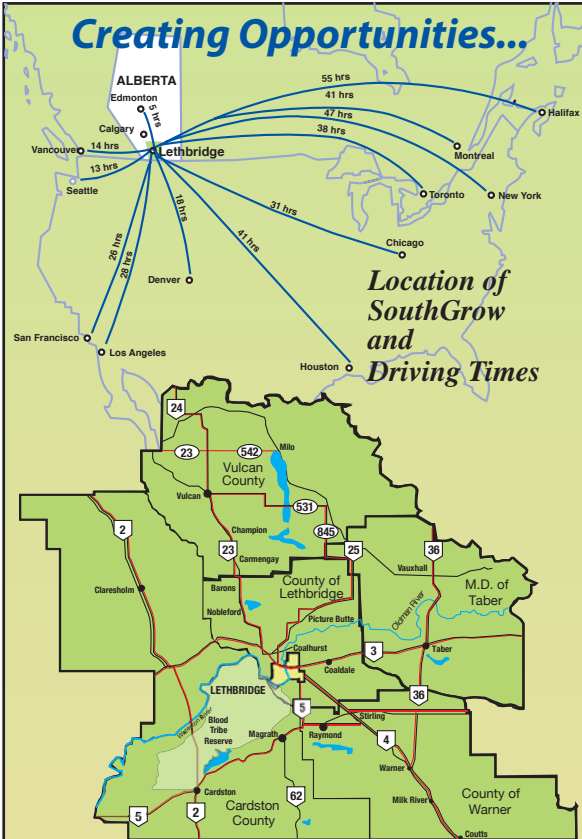 Creating Opportunities...
ALBERTA
Edmonton
5 hrs
Calgary
Lethbridge
Vancouver
14 hrs
Seattle
13 hrs
55 hrs
41 hrs
47 hrs
38 hrs
Halifax
Montreal
Toronto
New York
31 hrs
Chicago
18 hrs
Denver
41 hrs
Houston
26 hrs
28 hrs
San Francisco
Los Angeles
Location of
SouthGrow
and
Driving Times
24
23
542
Milo
Vulcan
County
Vulcan
531
2
Champion
845
23
Carmengay
25
36
Vauxhall
Claresholm
Barons
County of
Lethbridge
M.D. of
Taber
Nobleford
Oldman River
Picture Butte
Coalhurst
3
Taber
Coaldale
LETHBRIDGE
36
5
Waterton River
Blood
Tribe
Reserve
Stirling
Magrath
Raymond
4
Warner
Cardston
62
County of
Warner
Milk River
5
2
Cardston
County
Coutts